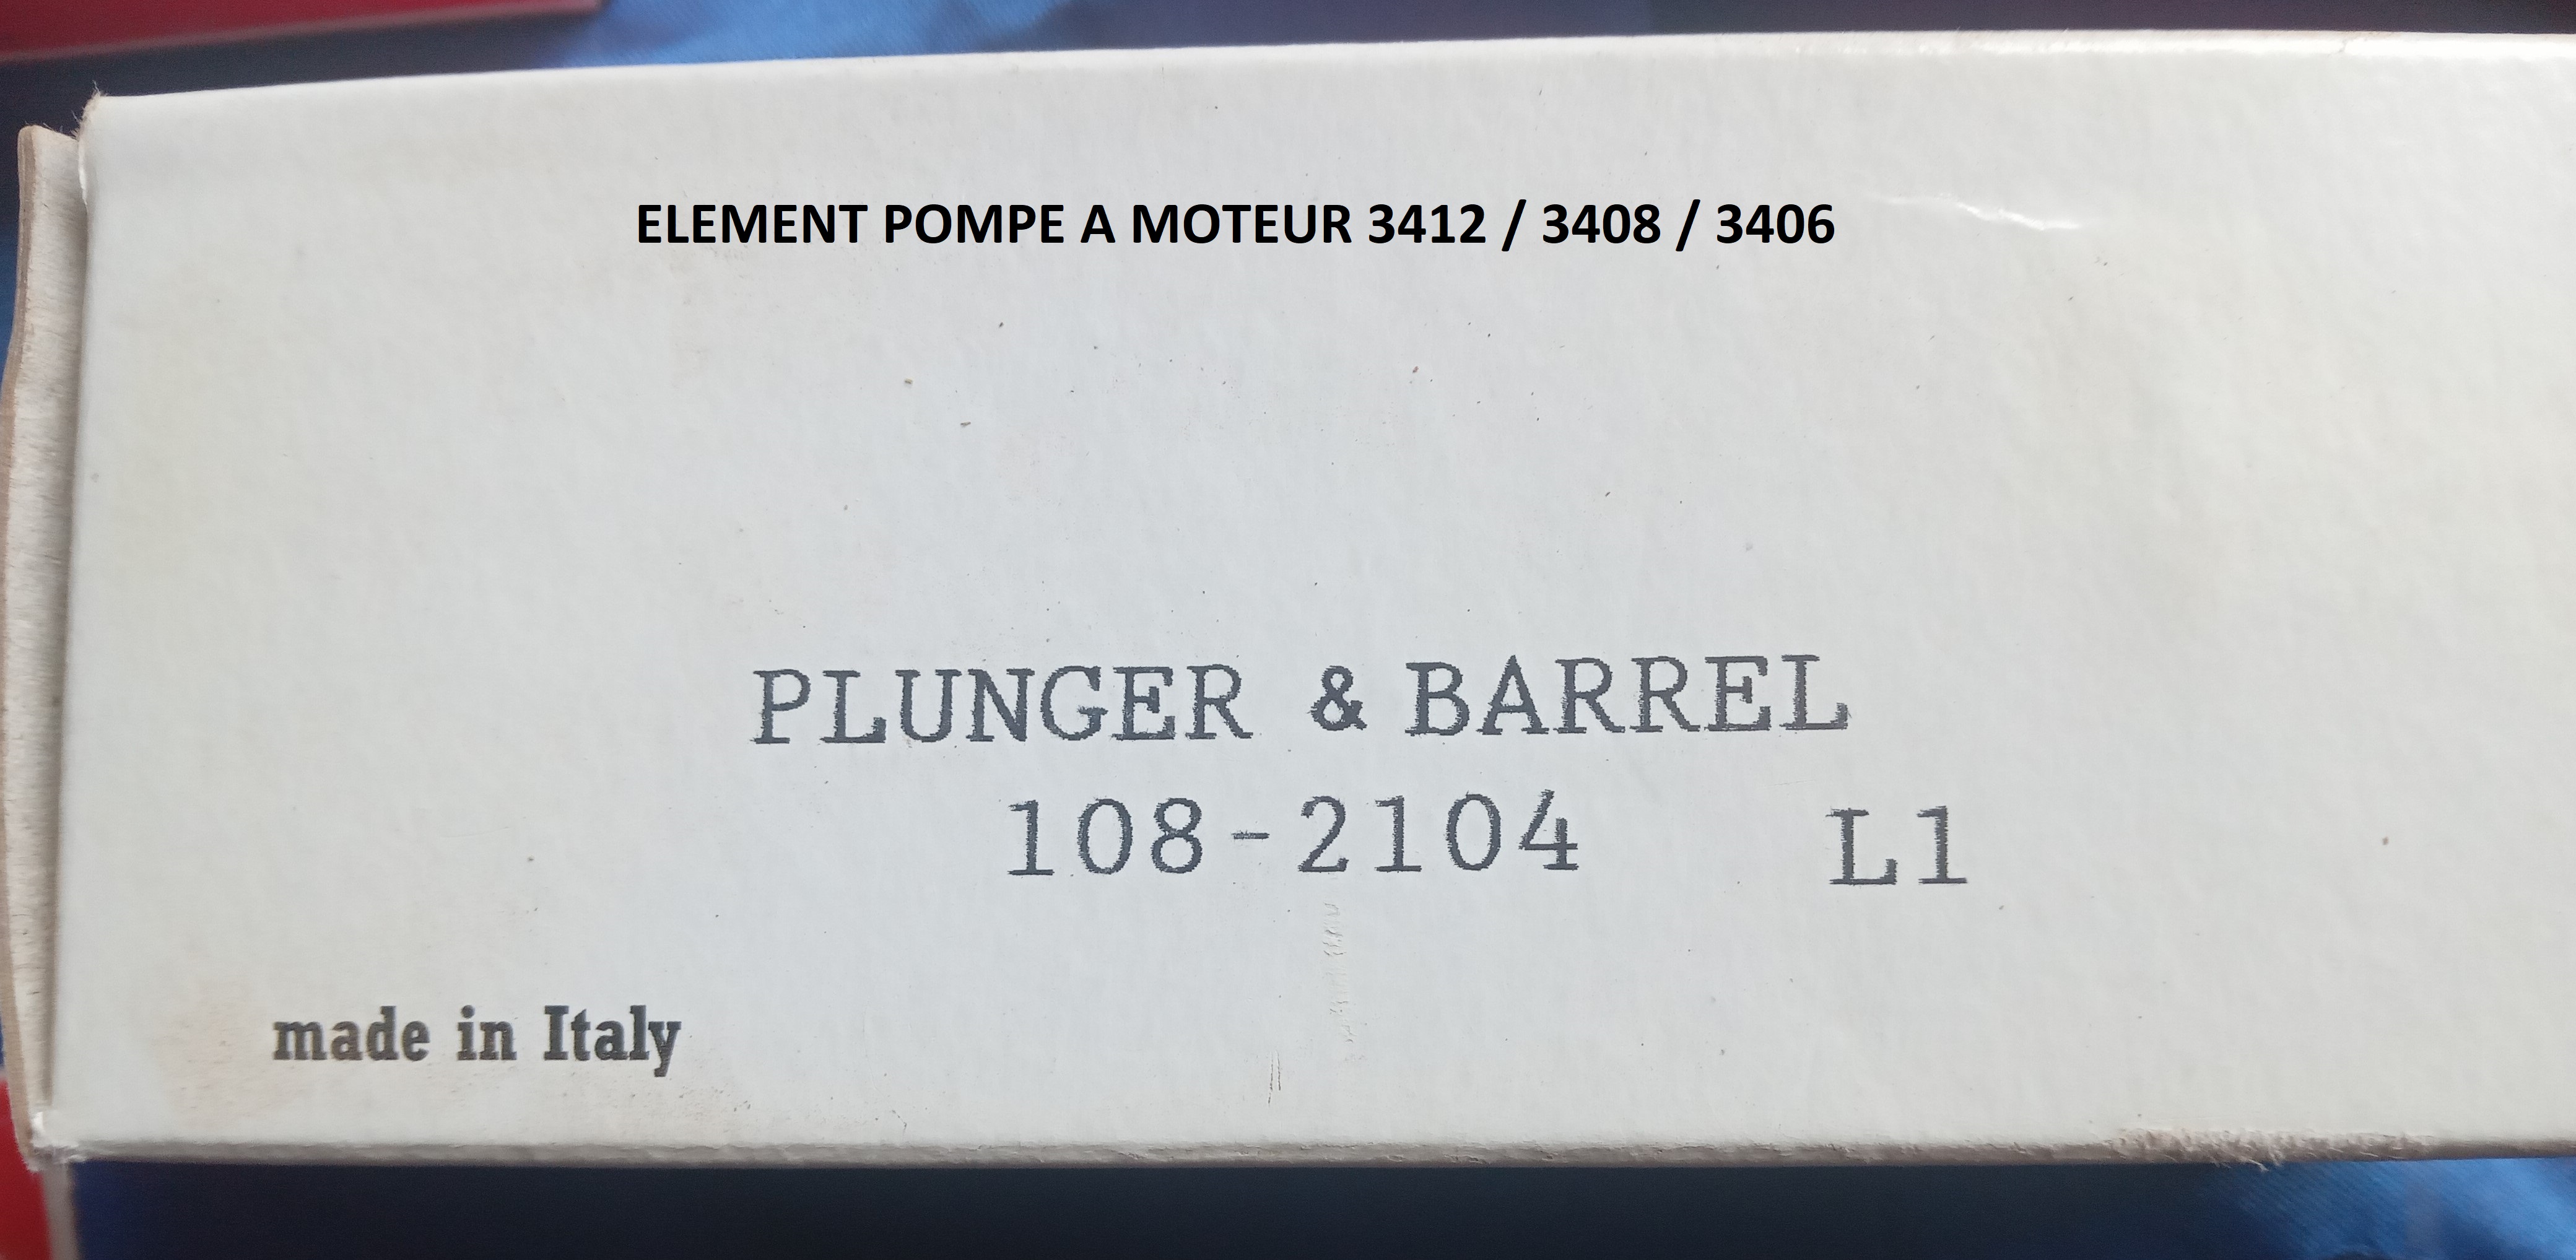 ELEMENT POMPE A MOTEUR 3412 / 3408 / 3406
PLUNGER & BARREL
108-2104 L1
made in Italy